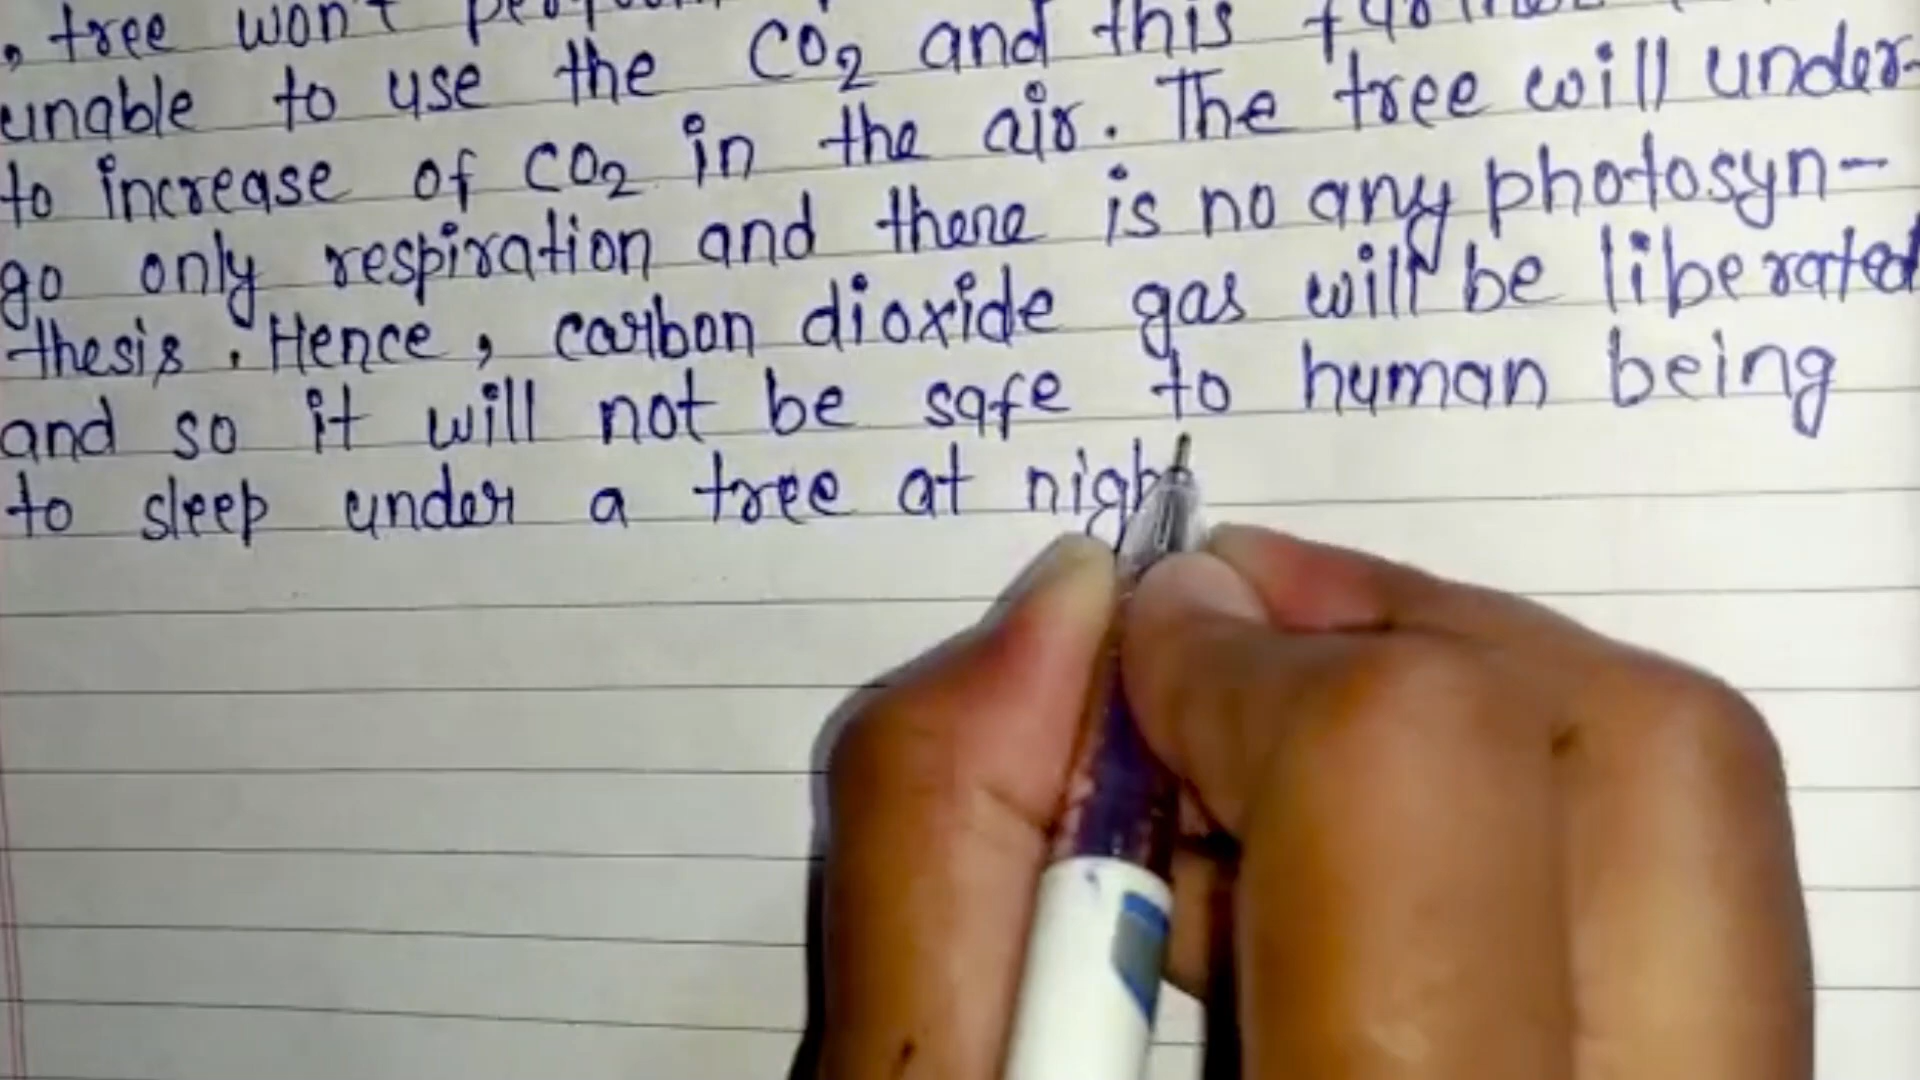 , tree won't
unable to use the CO2 and this
to increase of CO2 in the air. The tree will under-
go only respiration and there is no any photosyn-
thesis. Hence, carbon dioxide gas will be liberated
and so it will not be safe to human being
to sleep under a tree at nigh